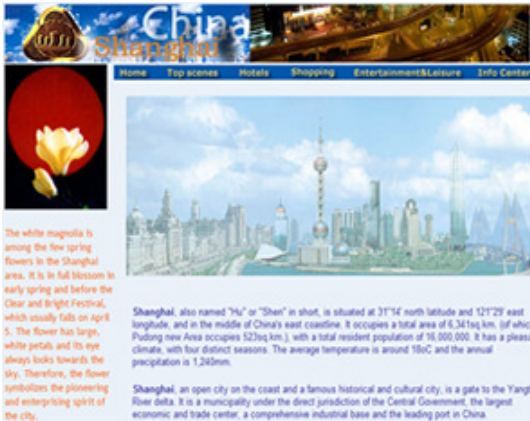 China
Shanghai
Home Top scenes Hotels Shopping Entertainment&Leisure Info Center
The white magnolia is
among the few spring
flowers in the Shanghai
area. It is in full blossom in
early spring and before the
Clear and Bright Festival,
which usually falls on April
5. The flower has large,
white petals and its eye
always looks towards the
sky. Therefore, the flower
symbolizes the pioneering
and enterprising spirit of
the city.
Shanghai, also named "Hu" or "Shen" in short, is situated at 31"14' north latitude and 121"29' east
longitude, and in the middle of China's east coastline. It occupies a total area of 6,341sq.km. (of whic
Pudong new Area occupies 523sq.km.), with a total resident population of 16,000,000. It has a pleasa
climate, with four distinct seasons. The average temperature is around 18oC and the annual
precipitation is 1,240mm.
Shanghai, an open city on the coast and a famous historical and cultural city, is a gate to the Yangt
River delta. It is a municipality under the direct jurisdiction of the Central Government, the largest
economic and trade center, a comprehensive industrial base and the leading port in China.